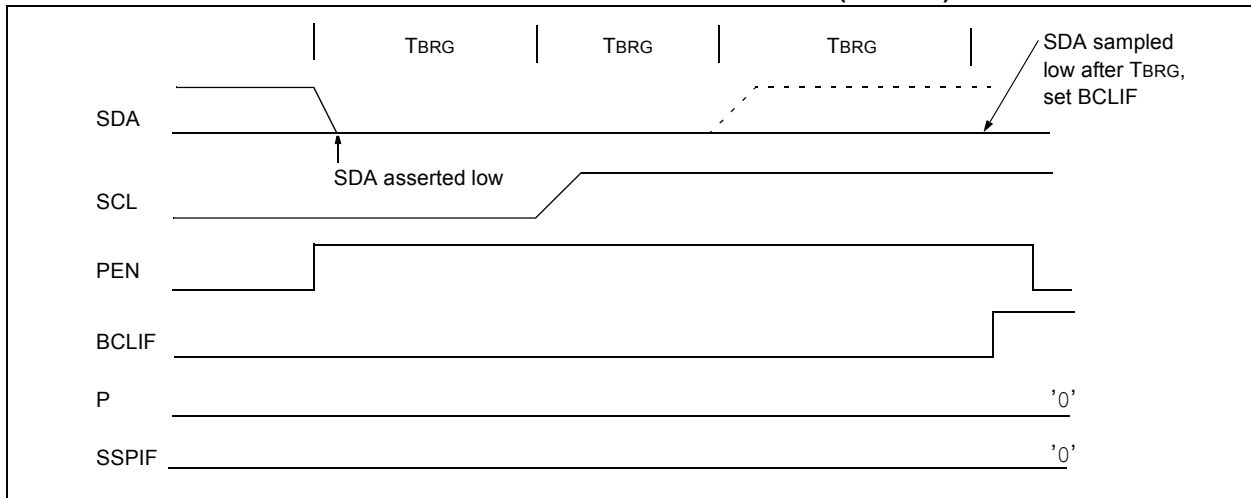 TBRG TBRG TBRG
SDA sampled
low after TBRG,
set BCLIF
SDA
SDA asserted low
SCL
PEN
BCLIF
P '0'
SSPIF '0'